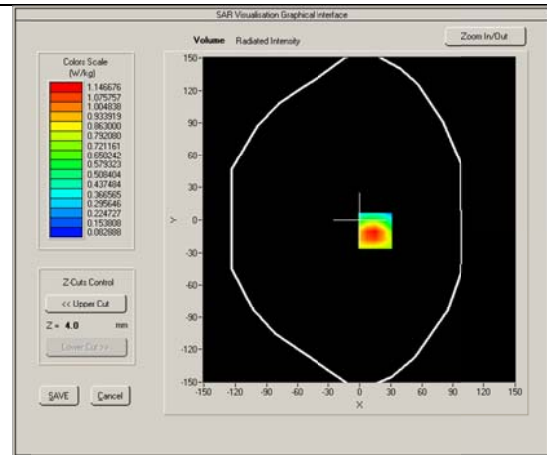 SAR Visualisation Graphical Interface
Volume Radiated Intensity
Zoom In/Out
Colors Scale
(W/kg)
1.146676
1.075757
1.004838
0.933919
0.863000
0.792080
0.721161
0.650242
0.579323
0.508404
0.437484
0.366565
0.295646
0.224727
0.153808
0.082888
Z-Cuts Control
<< Upper Cut
Z = 4.0 mm
Lower Cut >>
SAVE Cancel
150
120
90
60
30
0
-30
-60
-90
-120
-150
Y
-150 -120 -90 -60 -30 0 30 60 90 120 150
X